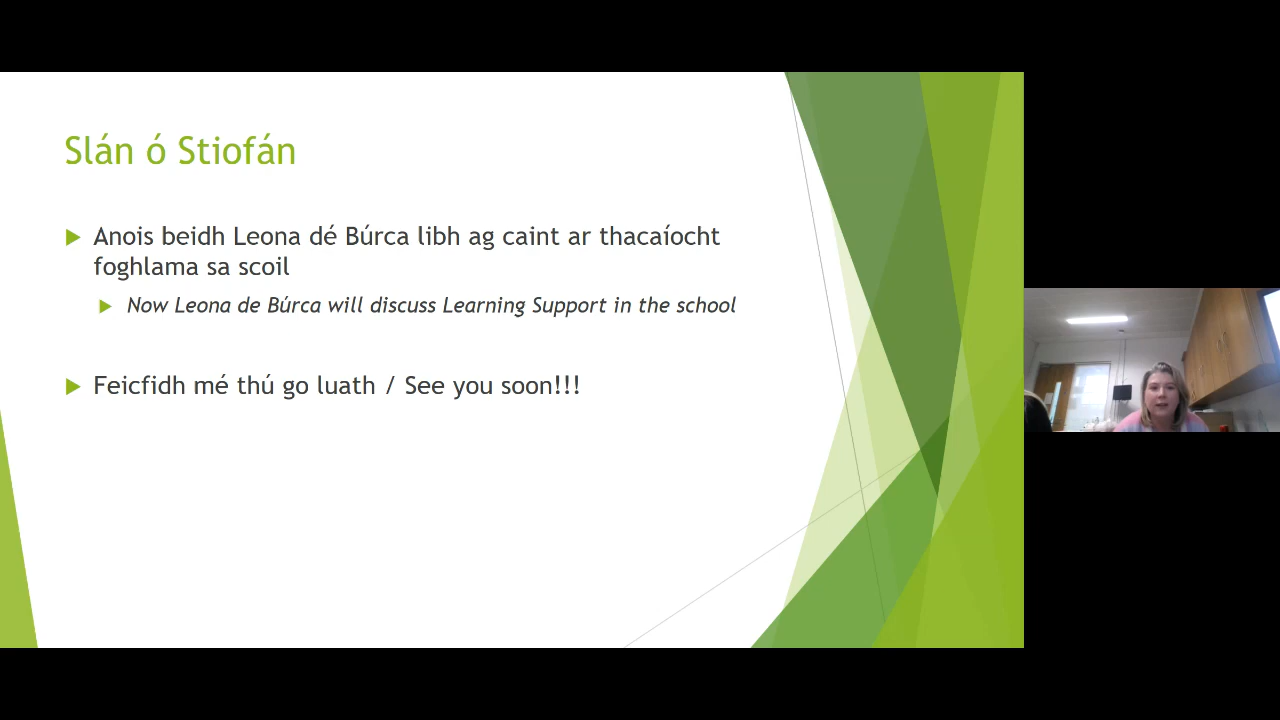 Slán ó Stiofán
Anois beidh Leona dé Búrca libh ag caint ar thacaíocht
foghlama sa scoil
Now Leona de Búrca will discuss Learning Support in the school
Feicfidh mé thú go luath / See you soon!!!